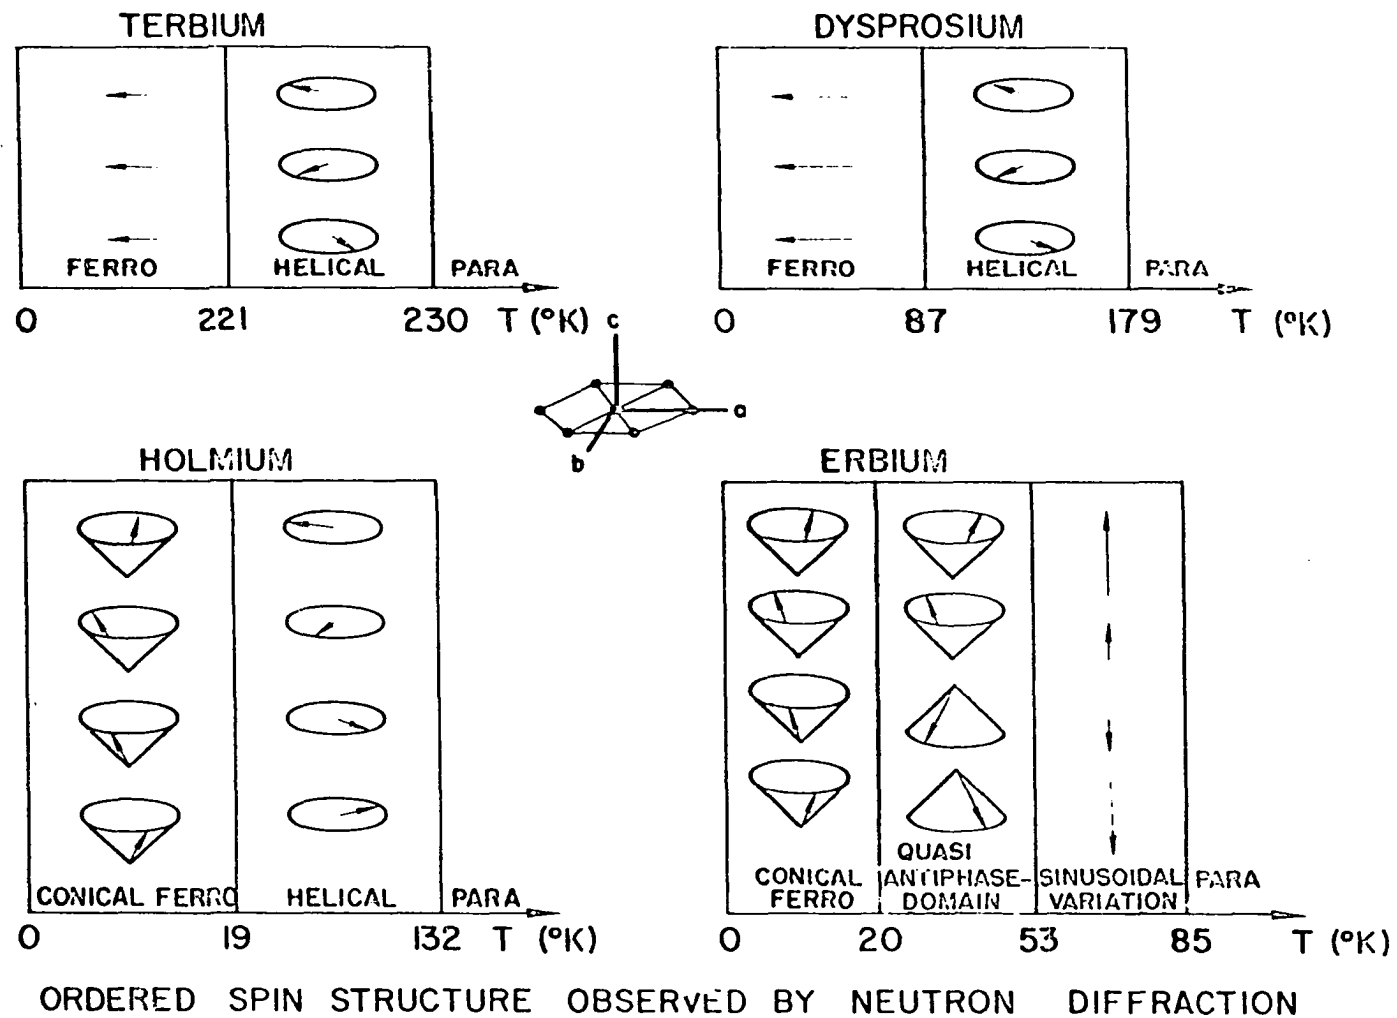 TERBIUM
FERRO
HELICAL
PARA
0 221 230 T (°K)
DYSPROSIUM
FERRO
HELICAL
PARA
0 87 179 T (°K)
c
a
b
HOLMIUM
CONICAL FERRO
HELICAL
PARA
0 19 132 T (°K)
ERBIUM
CONICAL
FERRO
QUASI
ANTIPHASE-
DOMAIN
SINUSOIDAL
VARIATION
PARA
0 20 53 85 T (°K)
ORDERED SPIN STRUCTURE OBSERVED BY NEUTRON DIFFRACTION